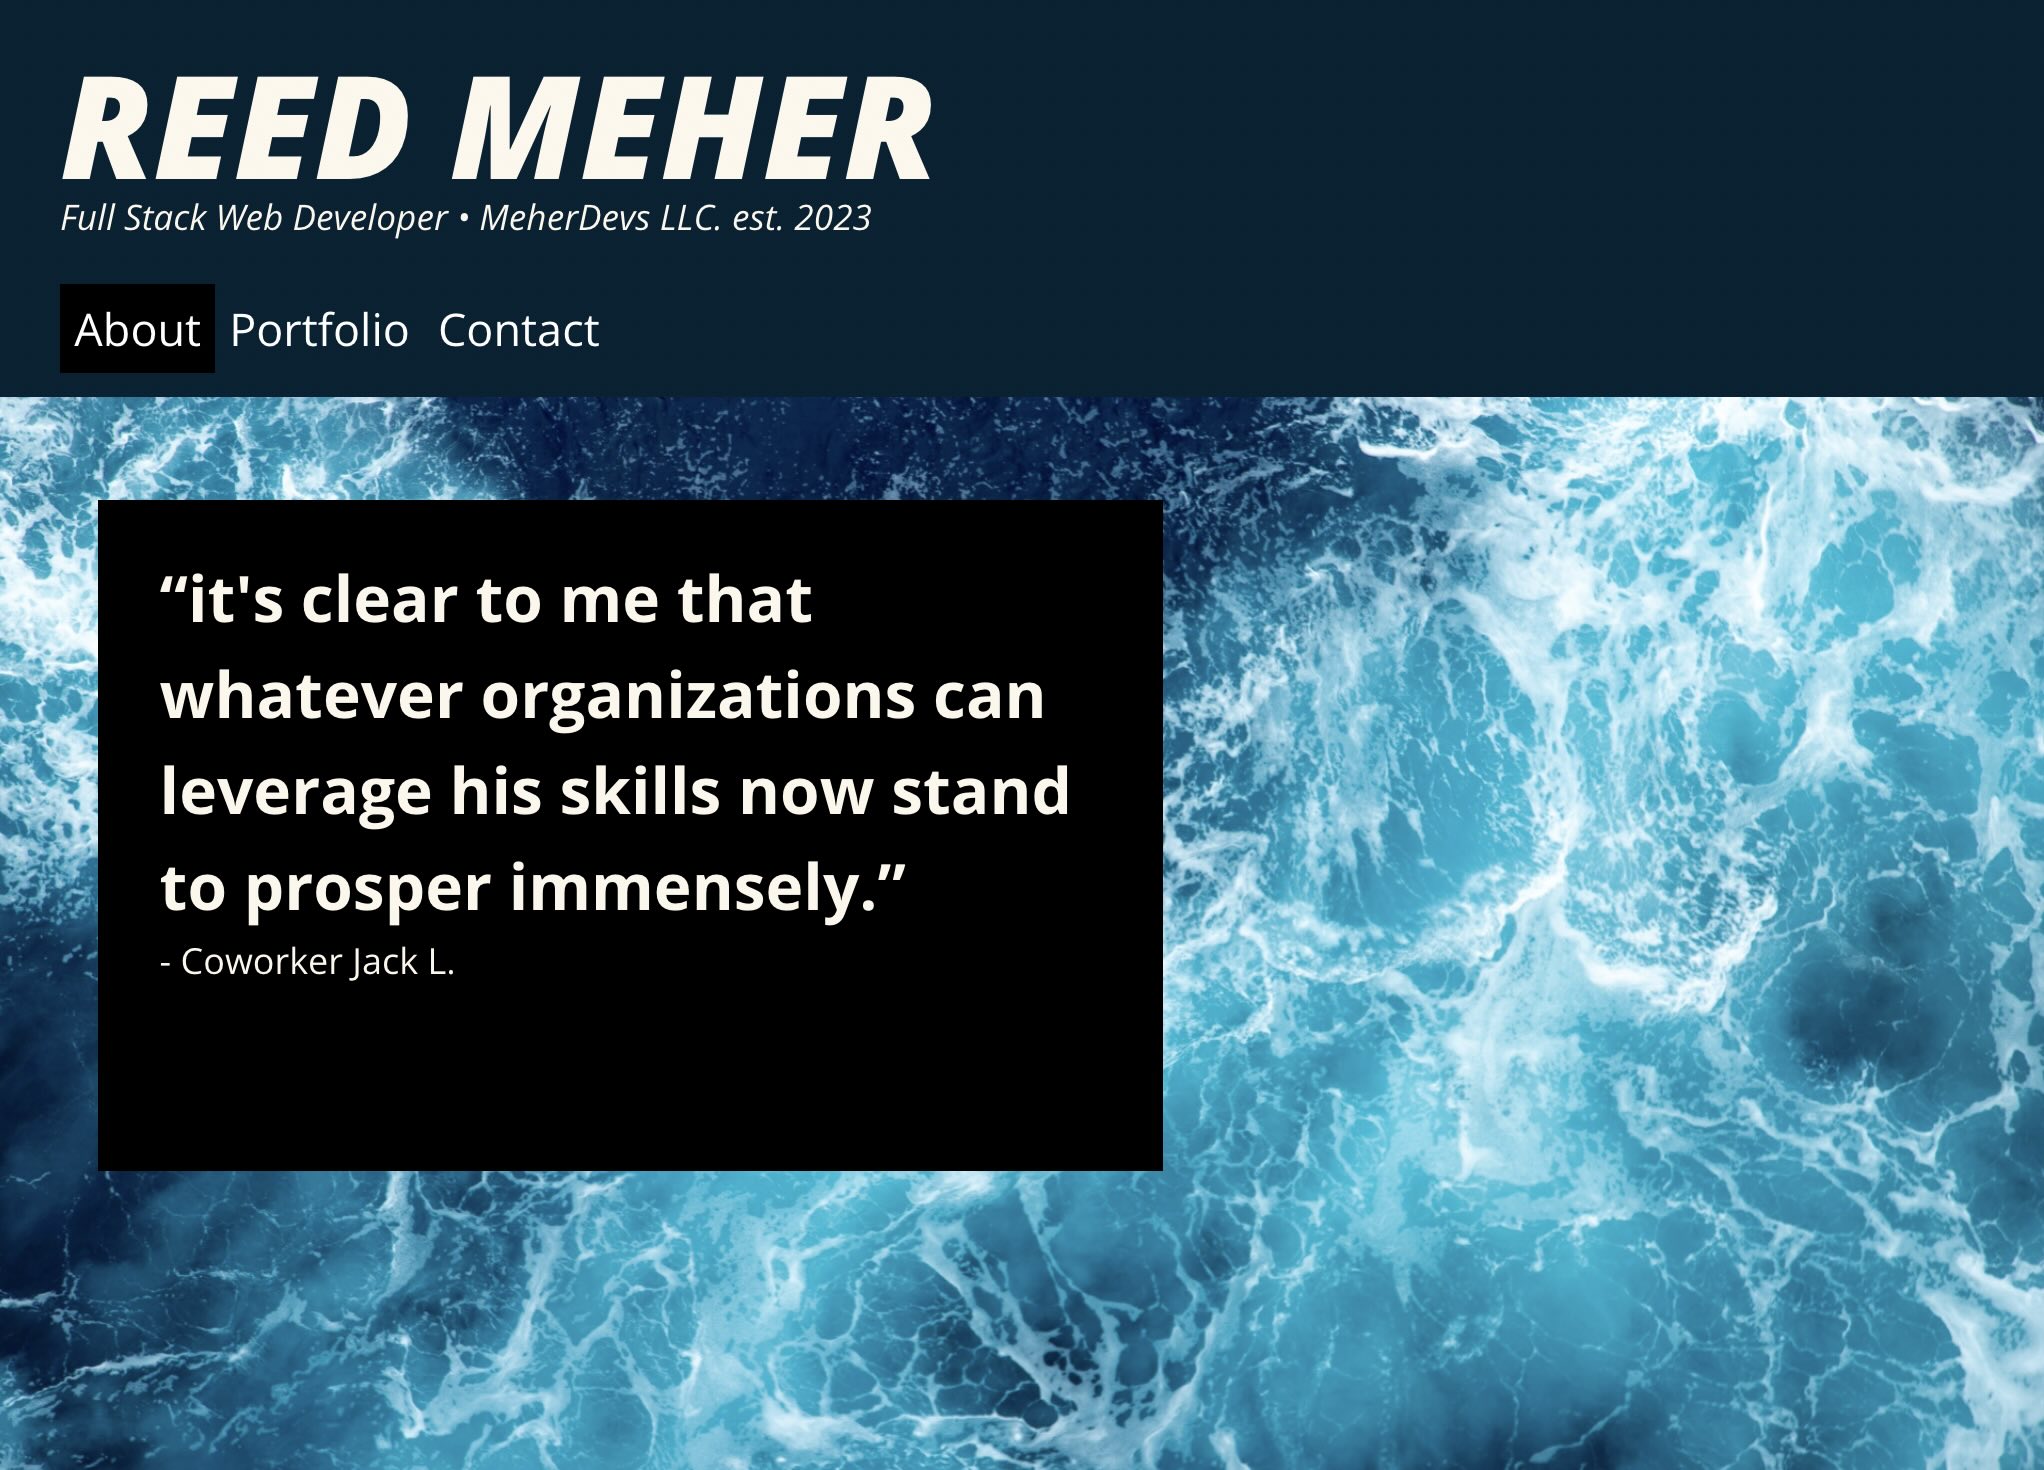 REED MEHER
Full Stack Web Developer • MeherDevs LLC. est. 2023
About Portfolio Contact
“it's clear to me that
whatever organizations can
leverage his skills now stand
to prosper immensely.”
- Coworker Jack L.